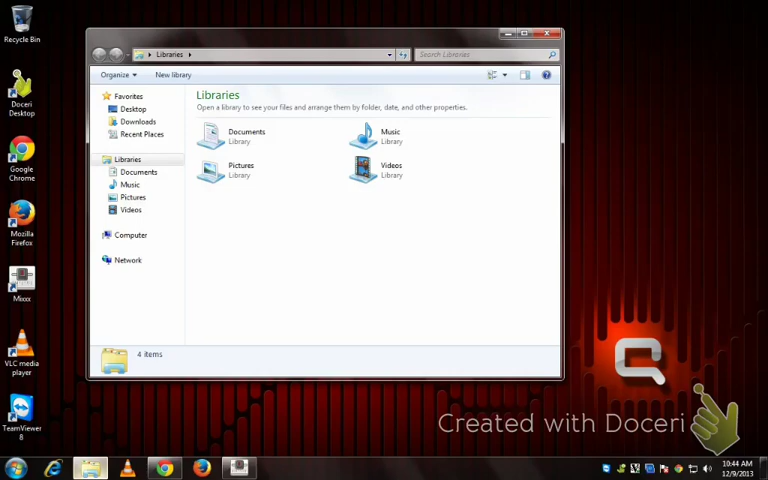 Recycle Bin
Doceri
Desktop
Google
Chrome
Mozilla
Firefox
Mixxx
VLC media
player
TeamViewer
8
Libraries
Search Libraries
Organize
New library
Favorites
Desktop
Downloads
Recent Places
Libraries
Documents
Music
Pictures
Videos
Computer
Network
Libraries
Open a library to see your files and arrange them by folder, date, and other properties.
Documents
Library
Music
Library
Pictures
Library
Videos
Library
4 items
Created with Doceri
10:44 AM
12/9/2013